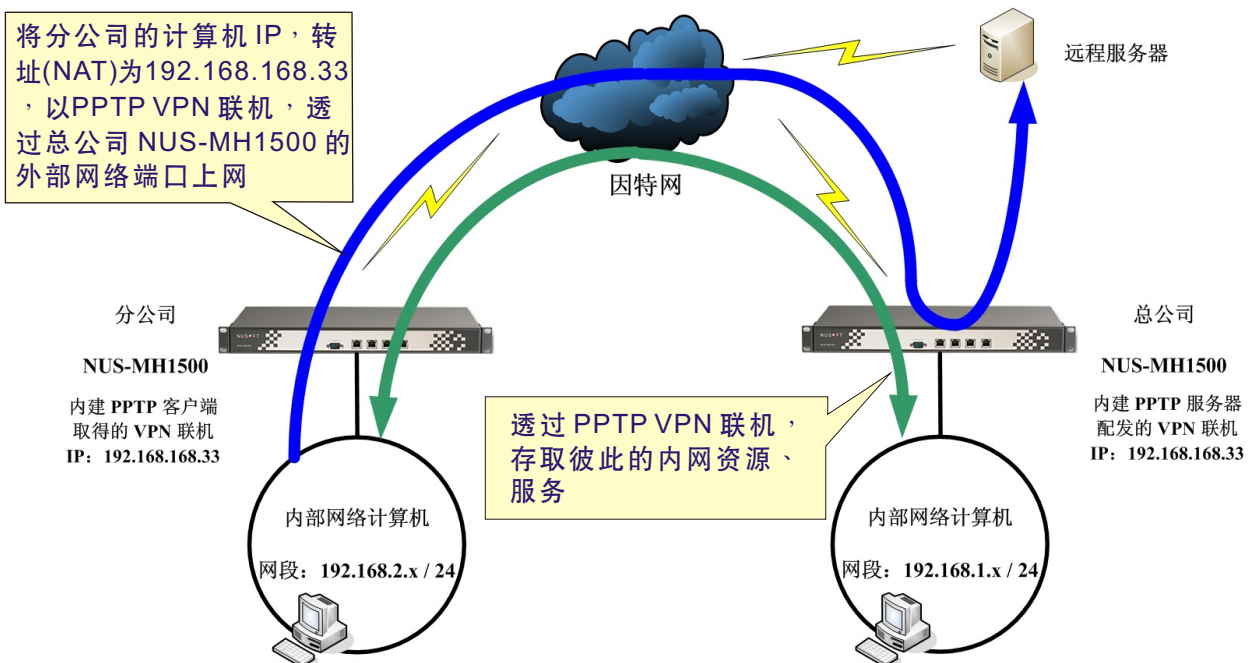 将分公司的计算机 IP，转
址(NAT)为192.168.168.33
，以PPTP VPN 联机，透
过总公司 NUS-MH1500 的
外部网络端口上网
远程服务器
因特网
分公司
NUS-MH1500
内建 PPTP 客户端
取得的 VPN 联机
IP：192.168.168.33
NUSOFT
NUSOFT
总公司
NUS-MH1500
内建 PPTP 服务器
配发的 VPN 联机
IP：192.168.168.33
透过 PPTP VPN 联机，
存取彼此的内网资源、
服务
内部网络计算机
网段：192.168.2.x / 24
内部网络计算机
网段：192.168.1.x / 24